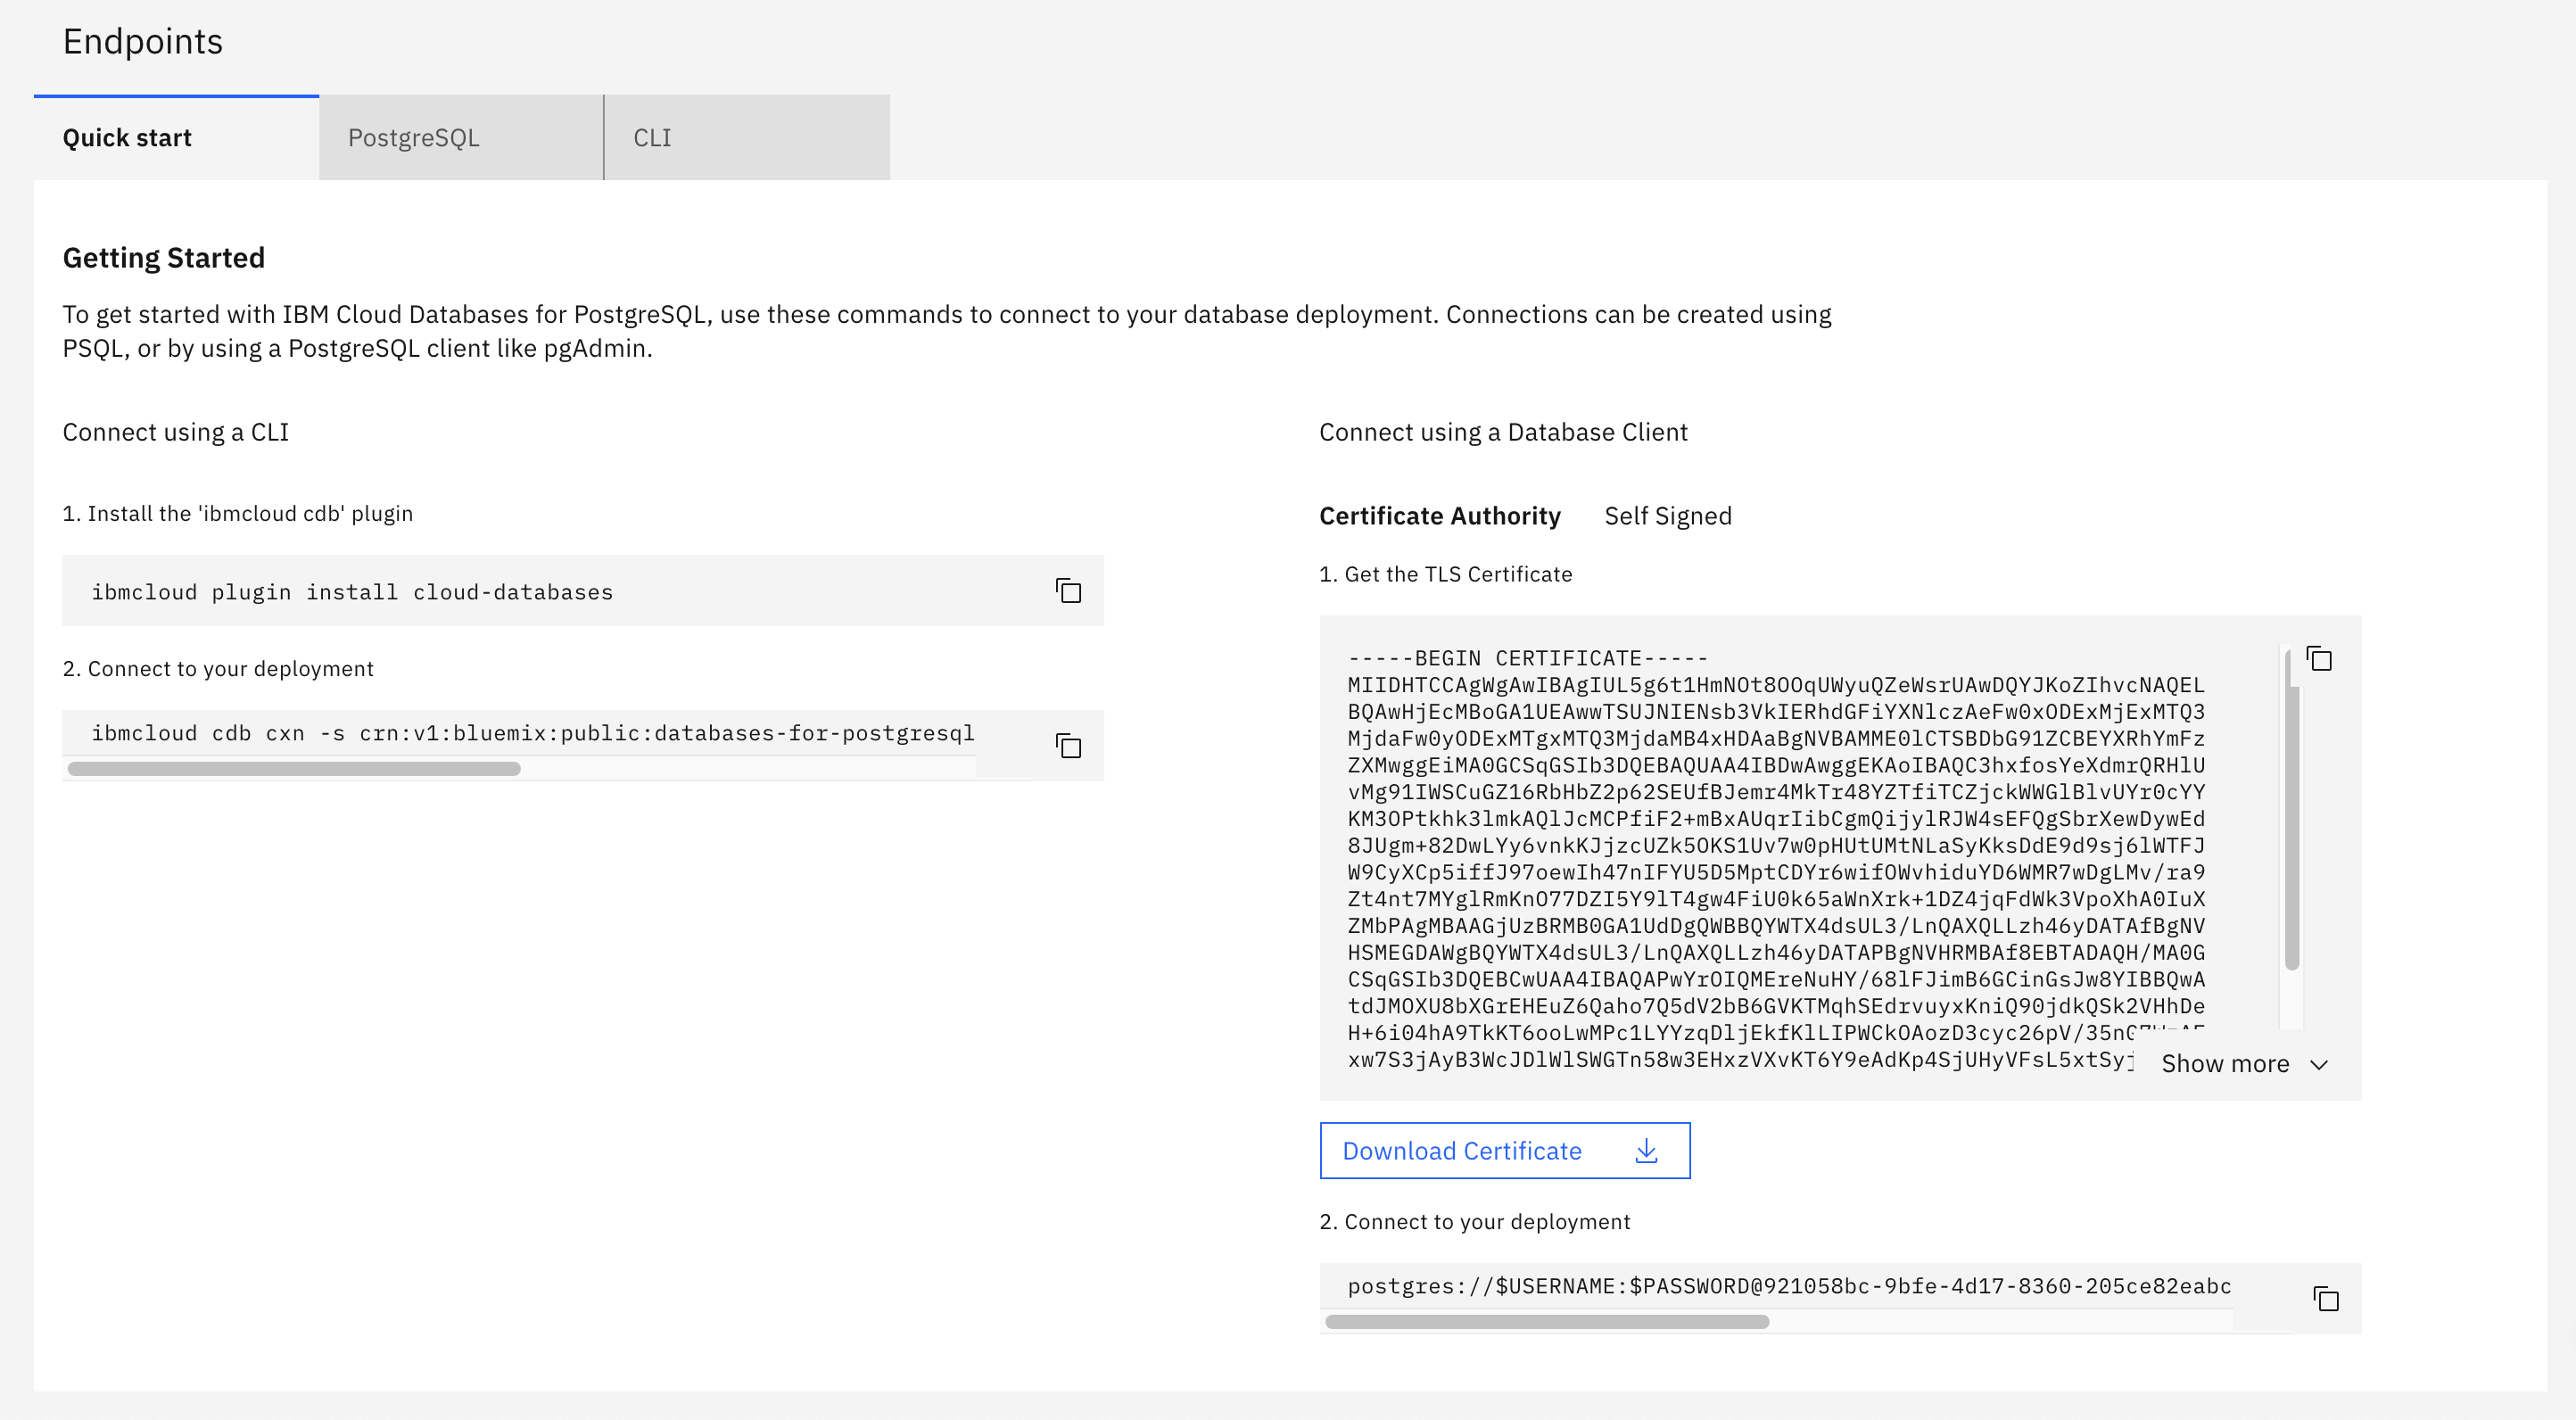 Endpoints
Quick start
PostgreSQL
CLI
Getting Started
To get started with IBM Cloud Databases for PostgreSQL, use these commands to connect to your database deployment. Connections can be created using
PSQL, or by using a PostgreSQL client like pgAdmin.
Connect using a CLI
1. Install the 'ibmcloud cdb' plugin
ibmcloud plugin install cloud-databases
2. Connect to your deployment
ibmcloud cdb cxn -s crn:v1:bluemix:public:databases-for-postgresql
Connect using a Database Client
Certificate Authority Self Signed
1. Get the TLS Certificate
-----BEGIN CERTIFICATE-----
MIIDHTCCAgWgAwIBAgIUL5g6t1HmNOt8OOqUWyuQZeWsrUAwDQYJKoZIhvcNAQEL
BQAwHjEcMBoGA1UEAwwTSUJNIENsb3VkIERhdGFiYXNlczAeFw0xODExMjExMTQ3
MjdaFw0yODExMTgxMTQ3MjdaMB4xHDAaBgNVBAMME0lCTSBDbG91ZCBEYXRhYmFz
ZXMwggEiMA0GCSqGSIb3DQEBAQUAA4IBDwAwggEKAoIBAQC3hxfosYeXdmrQRHlU
vMg91IWSCuGZ16RbHbZ2p62SEUfBJemr4MkTr48YZTfiTCZjckWWGlBlvUYr0cYY
KM3OPtkhk3lmkAQlJcMCPfiF2+mBxAUqrIibCgmQijylRJW4sEFQgSbrXewDywEd
8JUgm+82DwLYy6vnkKJjzcUZk5OKS1Uv7w0pHUtUMtNLaSyKksDdE9d9sj6lWTFJ
W9CyXCp5iffJ97oewIh47nIFYU5D5MptCDYr6wifOWvhiduYD6WMR7wDgLMv/ra9
Zt4nt7MYglRmKnO77DZI5Y9lT4gw4FiU0k65aWnXrk+1DZ4jqFdWk3VpoXhA0IuX
ZMbPAgMBAAGjUzBRMB0GA1UdDgQWBBQYWTX4dsUL3/LnQAXQLLzh46yDATAfBgNV
HSMEGDAWgBQYWTX4dsUL3/LnQAXQLLzh46yDATAPBgNVHRMBAf8EBTADAQH/MA0G
CSqGSIb3DQEBCwUAA4IBAQAPwYrOIQMEreNuHY/68lFJimB6GCinGsJw8YIBBQwA
tdJMOXU8bXGrEHEuZ6Qaho7Q5dV2bB6GVKTMqhSEdrvuyxKniQ90jdkQSk2VHhDe
xw7S3jAyB3WcJDlWlSWGTn58w3EHxzVXvKT6Y9eAdKp4SjUHyVFsL5xtSyj
Show more
Download Certificate
2. Connect to your deployment
postgres://$USERNAME:$PASSWORD@921058bc-9bfe-4d17-8360-205ce82eabc